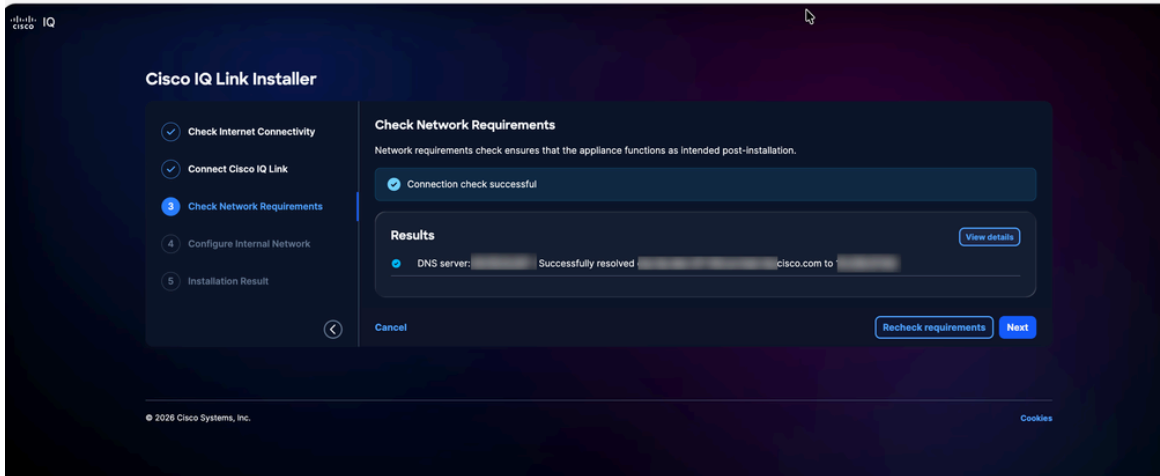 cisco IQ
Cisco IQ Link Installer
Check Internet Connectivity
Connect Cisco IQ Link
3 Check Network Requirements
4 Configure Internal Network
5 Installation Result
Check Network Requirements
Network requirements check ensures that the appliance functions as intended post-installation.
Connection check successful
Results
View details
DNS server: Successfully resolved cisco.com to
Cancel
Recheck requirements
Next
© 2026 Cisco Systems, Inc.
Cookies